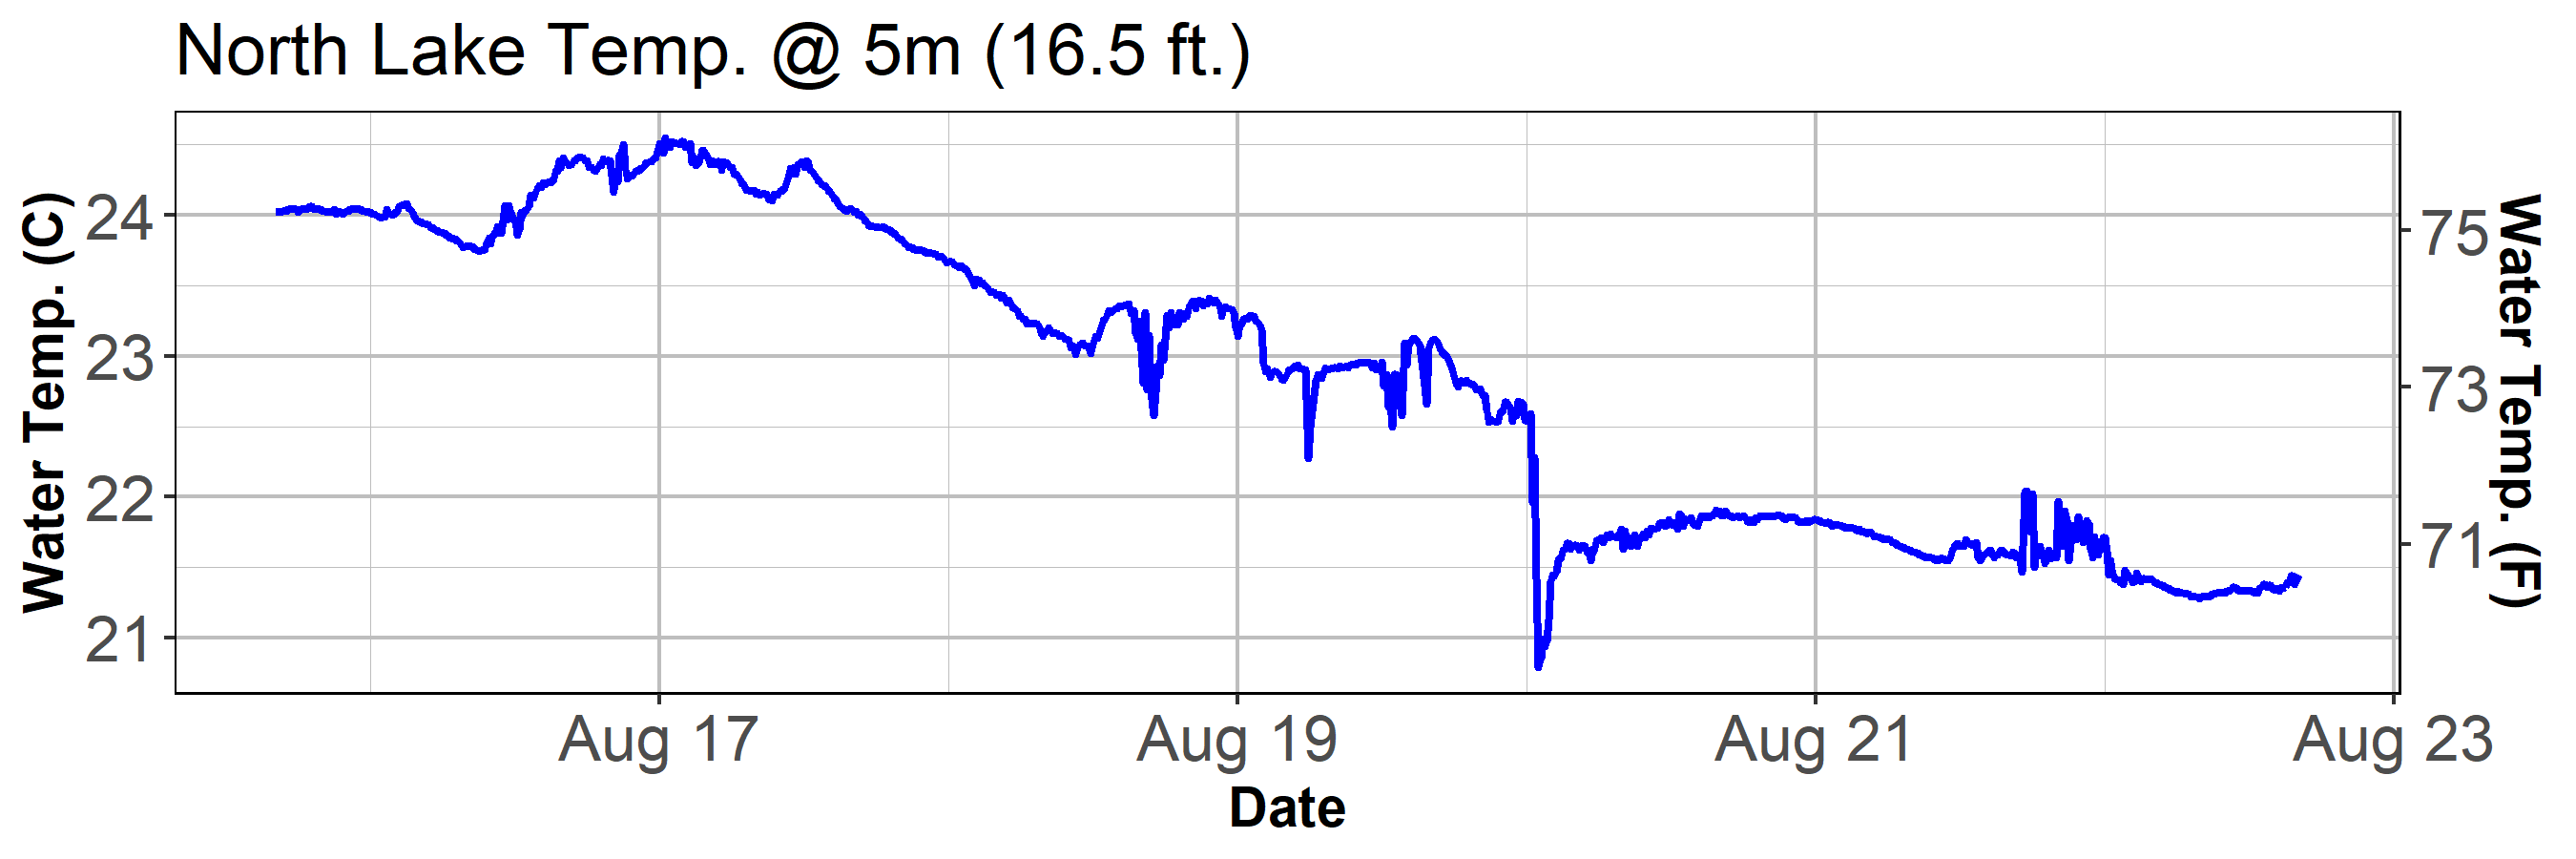 North Lake Temp. @ 5m (16.5 ft.)
Water Temp. (C)
24
23
22
21
75
73
71
Water Temp. (F)
Aug 17
Aug 19
Aug 21
Aug 23
Date